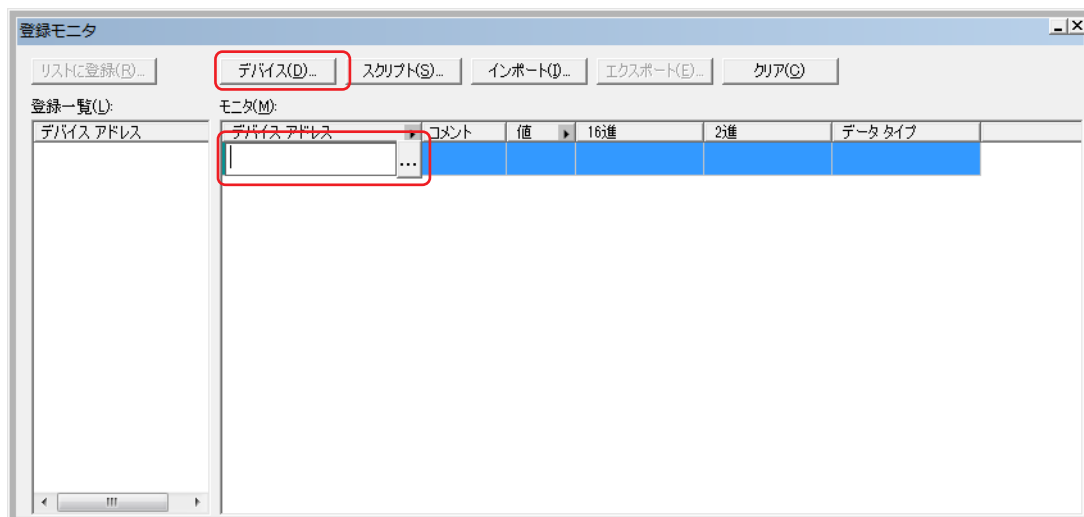 登録モニタ
リストに登録(R)... デバイス(D)... スクリプト(S)... インポート(I)... エクスポート(E)... クリア(C)
登録一覧(L): モニタ(M):
デバイス アドレス デバイス アドレス コメント 値 16進 2進 データ タイプ
...